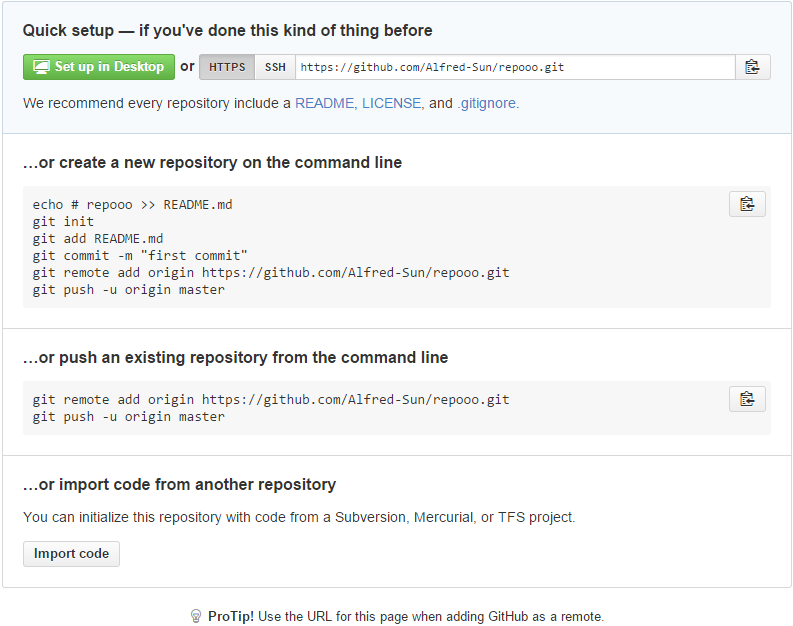 Quick setup — if you've done this kind of thing before
Set up in Desktop or HTTPS SSH https://github.com/Alfred-Sun/repooo.git
We recommend every repository include a README, LICENSE, and .gitignore.
…or create a new repository on the command line
echo # repooo >> README.md
git init
git add README.md
git commit -m "first commit"
git remote add origin https://github.com/Alfred-Sun/repooo.git
git push -u origin master
…or push an existing repository from the command line
git remote add origin https://github.com/Alfred-Sun/repooo.git
git push -u origin master
…or import code from another repository
You can initialize this repository with code from a Subversion, Mercurial, or TFS project.
Import code
ProTip! Use the URL for this page when adding GitHub as a remote.